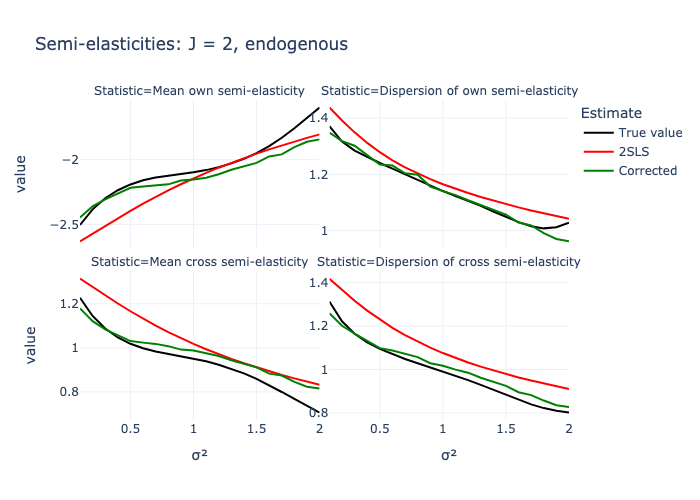 Semi-elasticities: J = 2, endogenous
Statistic=Mean own semi-elasticity
Statistic=Dispersion of own semi-elasticity
Estimate
True value
2SLS
Corrected
value
−2
−2.5
1.4
1.2
1
Statistic=Mean cross semi-elasticity
Statistic=Dispersion of cross semi-elasticity
value
1.2
1
0.8
1.4
1.2
1
0.8
0.5
1
1.5
2
0.5
1
1.5
2
σ²
σ²